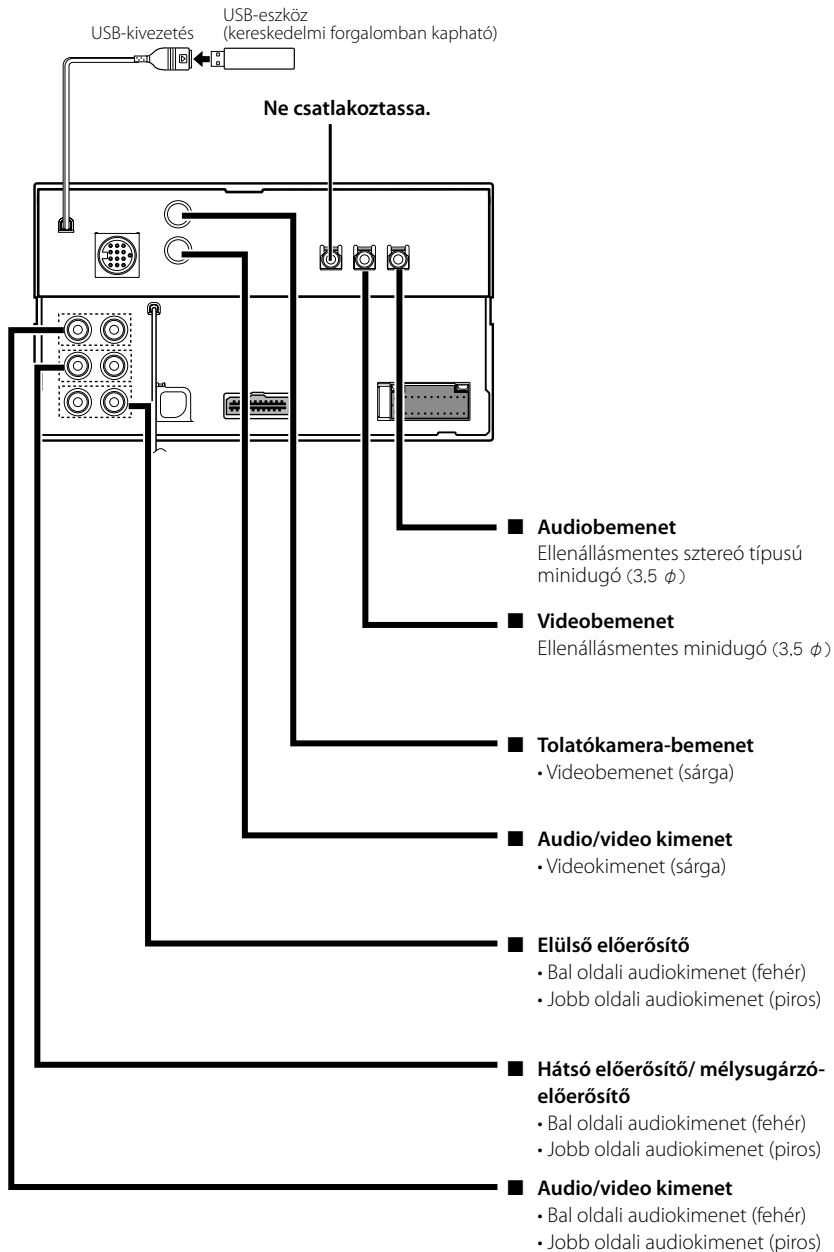 USB-kivezetés
USB-eszköz
(kereskedelmi forgalomban kapható)
Ne csatlakoztassa.
■ Audiobemenet
Ellenállásmentes sztereó típusú
minidugó (3,5 φ)
■ Videobemenet
Ellenállásmentes minidugó (3,5 φ)
■ Tolatókamera-bemenet
• Videobemenet (sárga)
■ Audio/video kimenet
• Videokimenet (sárga)
■ Elülső előerősítő
• Bal oldali audiokimenet (fehér)
• Jobb oldali audiokimenet (piros)
■ Hátsó előerősítő/ mélysugárzó-
előerősítő
• Bal oldali audiokimenet (fehér)
• Jobb oldali audiokimenet (piros)
■ Audio/video kimenet
• Bal oldali audiokimenet (fehér)
• Jobb oldali audiokimenet (piros)